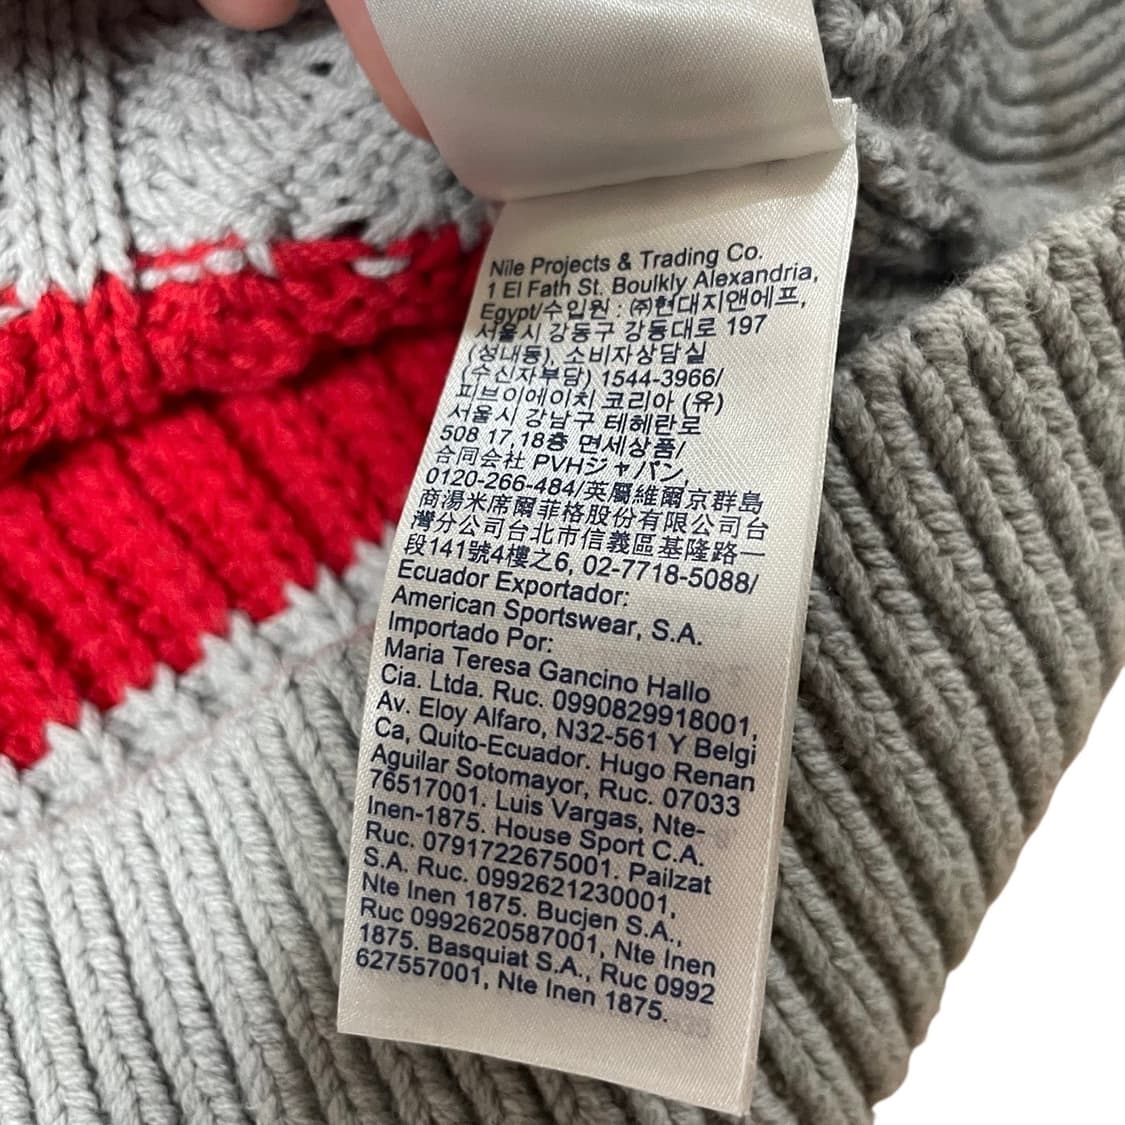 Nile Projects & Trading Co.
1 El Fath St. Boulkly Alexandria,
Egypt/수입원 : ㈜현대지앤에프,
서울시 강동구 강동대로 197
(성내동), 소비자상담실
(수신자부담) 1544-3966/
피브이에이치 코리아 (유)
서울시 강남구 테헤란로
508 17,18층 면세상품/
合同会社 PVHジャパン,
0120-266-484/英屬維爾京群島
商湯米席爾菲格股份有限公司台
灣分公司台北市信義區基隆路一
段141號4樓之6, 02-7718-5088/
Ecuador Exportador:
American Sportswear, S.A.
Importado Por:
Maria Teresa Gancino Hallo
Cia. Ltda. Ruc. 0990829918001,
Av. Eloy Alfaro, N32-561 Y Belgi
Ca, Quito-Ecuador. Hugo Renan
Aguilar Sotomayor, Ruc. 07033
76517001. Luis Vargas, Nte-
Inen-1875. House Sport C.A.
Ruc. 0791722675001. Pailzat
S.A. Ruc. 0992621230001,
Nte Inen 1875. Bucjen S.A.,
Ruc 0992620587001, Nte Inen
1875. Basquiat S.A., Ruc 0992
627557001, Nte Inen 1875.